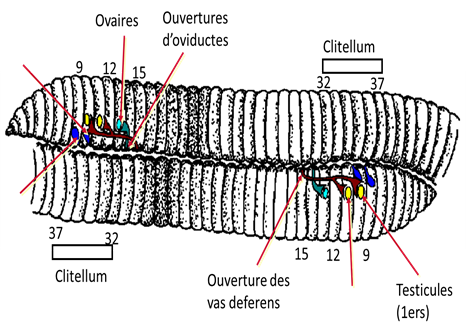 Ovaires
Ouvertures
d'oviductes
Clitellum
32 37
9 12 15
37 32
Clitellum
15 12 9
Ouverture des
vas deferens
Testicules
(1ers)